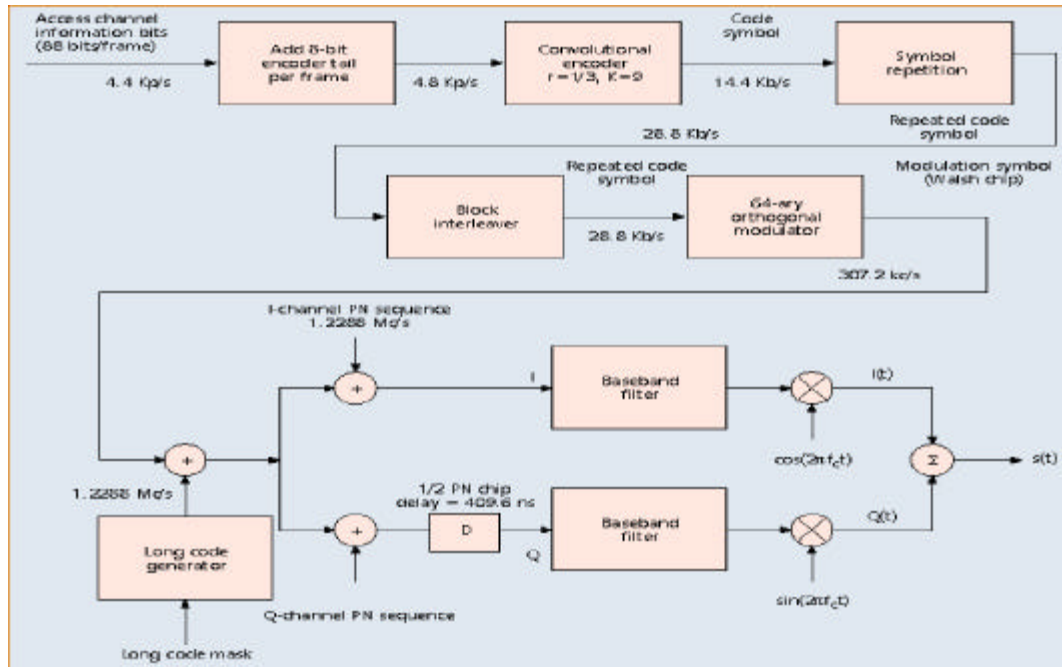 Access channel
information bits
(88 bits/frame)
4.4 Kp/s
Add 8-bit
encoder tail
per frame
4.8 Kp/s
Convolutional
encoder
r=1/3, K=9
Code
symbol
14.4 Kb/s
Symbol
repetition
28.8 Kb/s
Repeated code
symbol
Block
interleaver
Repeated code
symbol
28.8 Kb/s
64-ary
orthogonal
modulator
Modulation symbol
(Walsh chip)
307.2 kc/s
I-channel PN sequence
1.2288 Mc/s
+
I
Baseband
filter
I(t)
cos(2πfct)
+
1.2288 Mc/s
Σ
s(t)
1/2 PN chip
delay = 409.6 ns
+
D
Q
Baseband
filter
Q(t)
sin(2πfct)
Long code
generator
Q-channel PN sequence
Long code mask